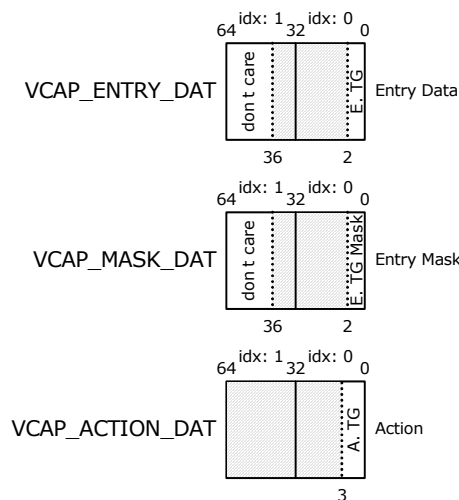 idx: 1 idx: 0
64 32 0
VCAP_ENTRY_DAT don t care E. TG Entry Data
36 2
idx: 1 idx: 0
64 32 0
VCAP_MASK_DAT don t care E. TG Mask Entry Mask
36 2
idx: 1 idx: 0
64 32 0
VCAP_ACTION_DAT A. TG Action
3